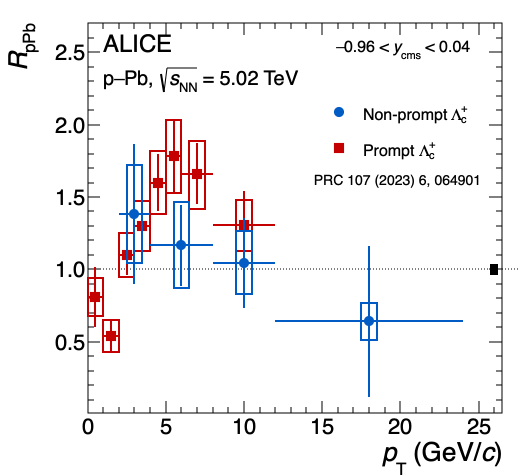 R_pPb
ALICE
−0.96 < y_cms < 0.04
p−Pb, √s_NN = 5.02 TeV
Non-prompt Λ_c^+
Prompt Λ_c^+
PRC 107 (2023) 6, 064901
2.5
2.0
1.5
1.0
0.5
0 5 10 15 20 25
p_T (GeV/c)